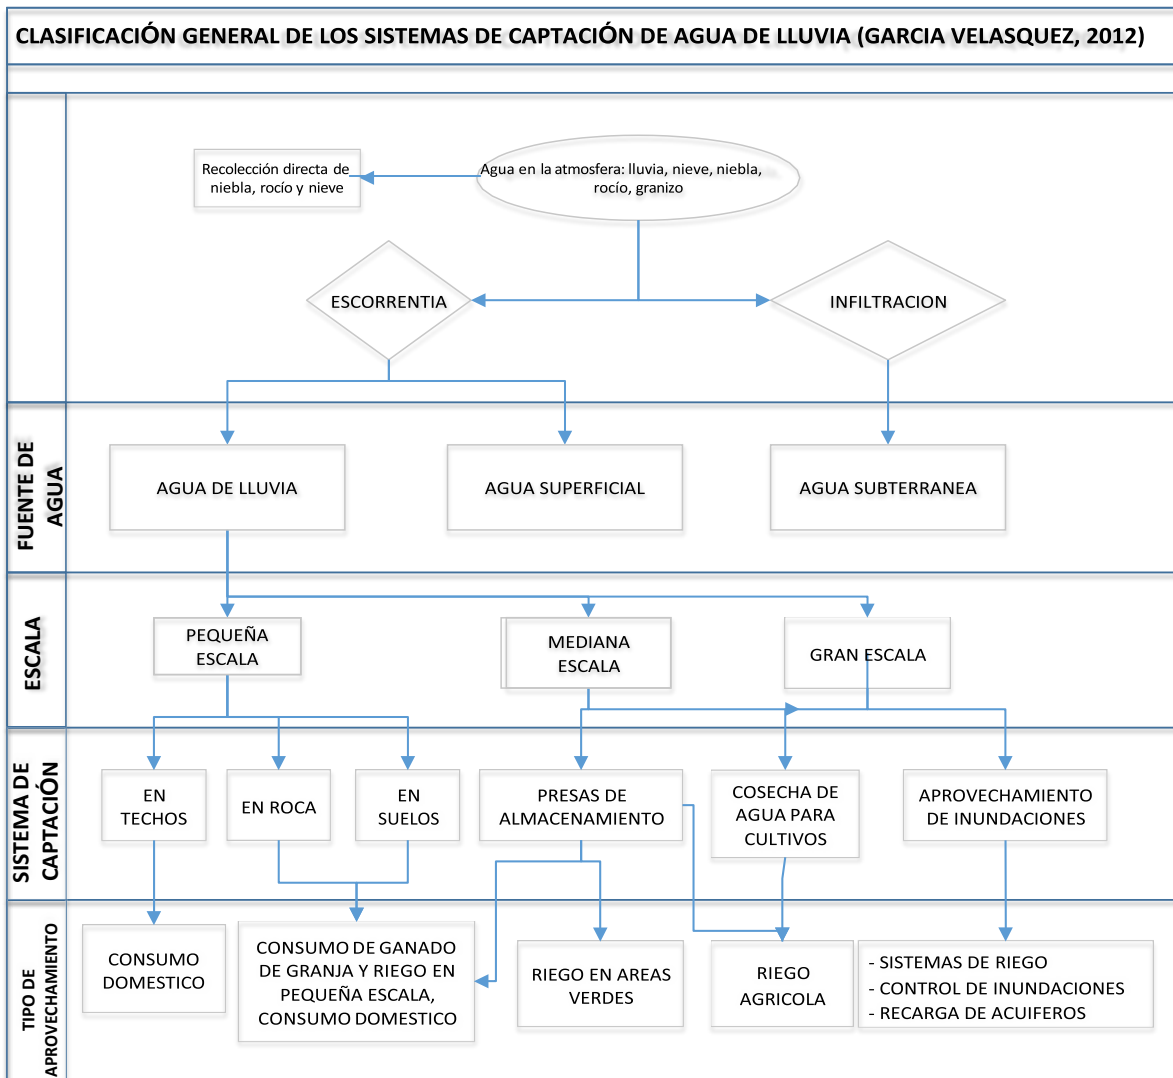 CLASIFICACIÓN GENERAL DE LOS SISTEMAS DE CAPTACIÓN DE AGUA DE LLUVIA (GARCIA VELASQUEZ, 2012)
Recolección directa de
niebla, rocío y nieve
Agua en la atmosfera: lluvia, nieve, niebla,
rocío, granizo
ESCORRENTIA
INFILTRACION
FUENTE DE
AGUA
AGUA DE LLUVIA
AGUA SUPERFICIAL
AGUA SUBTERRANEA
ESCALA
PEQUEÑA
ESCALA
MEDIANA
ESCALA
GRAN ESCALA
SISTEMA DE
CAPTACIÓN
EN
TECHOS
EN ROCA
EN
SUELOS
PRESAS DE
ALMACENAMIENTO
COSECHA DE
AGUA PARA
CULTIVOS
APROVECHAMIENTO
DE INUNDACIONES
TIPO DE
APROVECHAMIENTO
CONSUMO
DOMESTICO
CONSUMO DE GANADO
DE GRANJA Y RIEGO EN
PEQUEÑA ESCALA,
CONSUMO DOMESTICO
RIEGO EN AREAS
VERDES
RIEGO
AGRICOLA
- SISTEMAS DE RIEGO
- CONTROL DE INUNDACIONES
- RECARGA DE ACUIFEROS